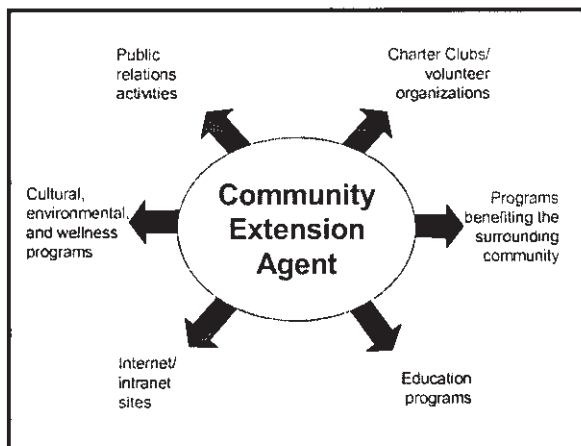 Public
relations
activities
Charter Clubs/
volunteer
organizations
Cultural,
environmental,
and wellness
programs
Community
Extension
Agent
Programs
benefiting the
surrounding
community
Internet/
intranet
sites
Education
programs